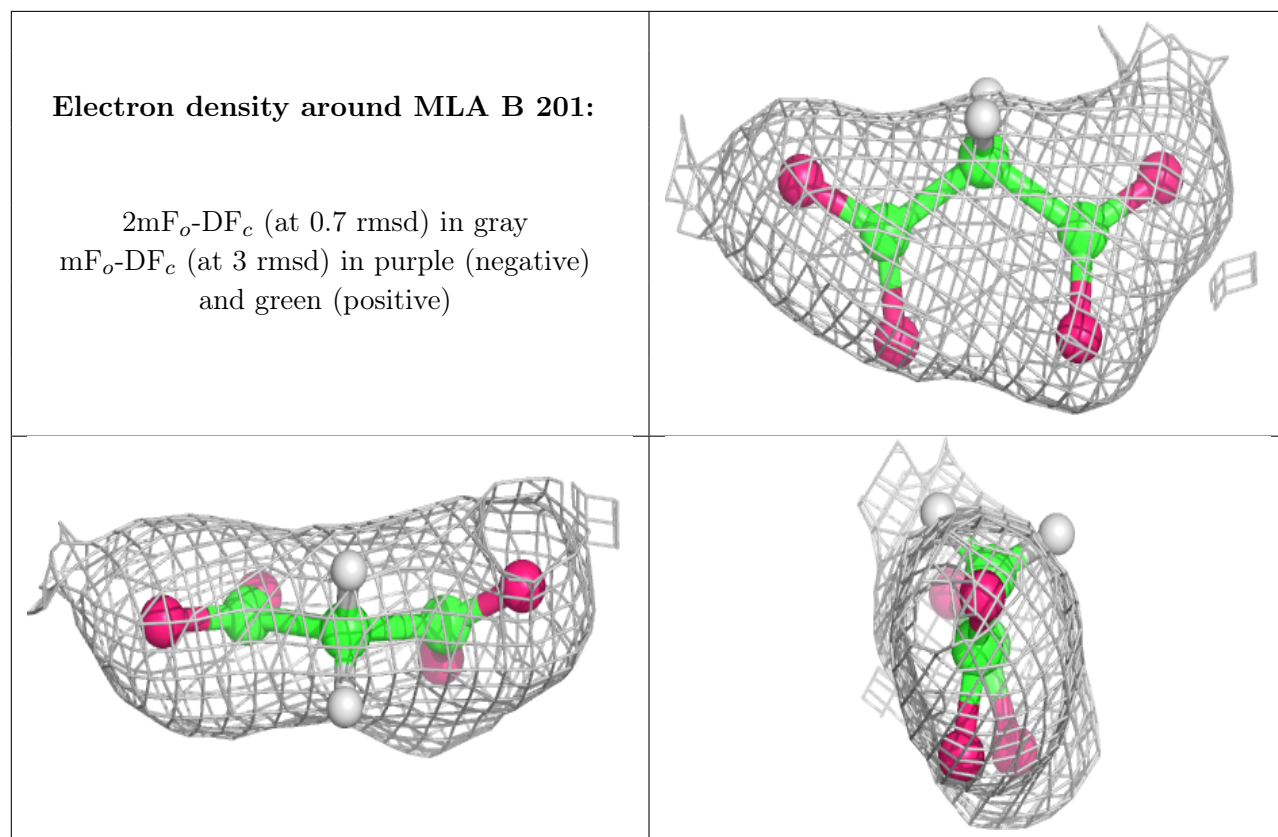 Electron density around MLA B 201:
2mFₒ-DF𝒸 (at 0.7 rmsd) in gray
mFₒ-DF𝒸 (at 3 rmsd) in purple (negative)
and green (positive)